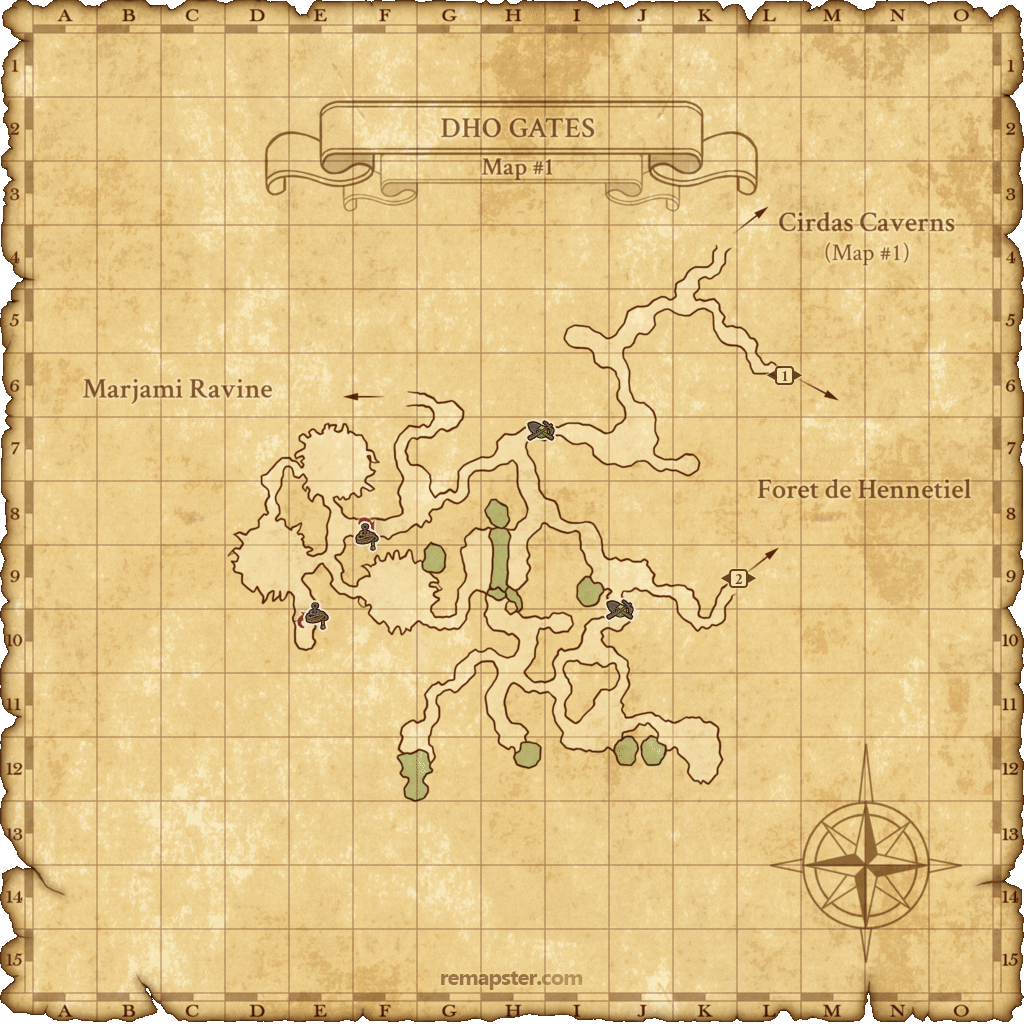 A B C D E F G H I J K L M N O
1 1
2 2
DHO GATES
Map #1
3 3
Cirdas Caverns
4 4
(Map #1)
5 5
1
6 6
Marjami Ravine
7 7
Foret de Hennetiel
8 8
9 9
2
10 10
11 11
12 12
13 13
14 14
15 15
remapster.com
A B C D E F G H I J K L M N O